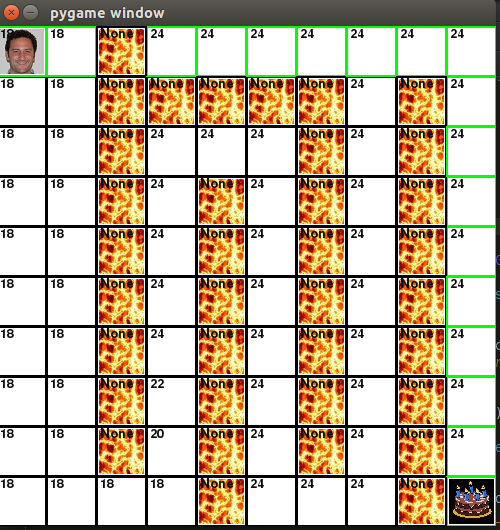 pygame window
18 18 None 24 24 24 24 24 24 24
18 18 None None None None None 24 None 24
18 18 None 24 24 24 None 24 None 24
18 18 None 24 None 24 None 24 None 24
18 18 None 24 None 24 None 24 None 24
18 18 None 24 None 24 None 24 None 24
18 18 None 24 None 24 None 24 None 24
18 18 None 22 None 24 None 24 None 24
18 18 None 20 None 24 None 24 None 24
18 18 18 18 None 24 24 24 None